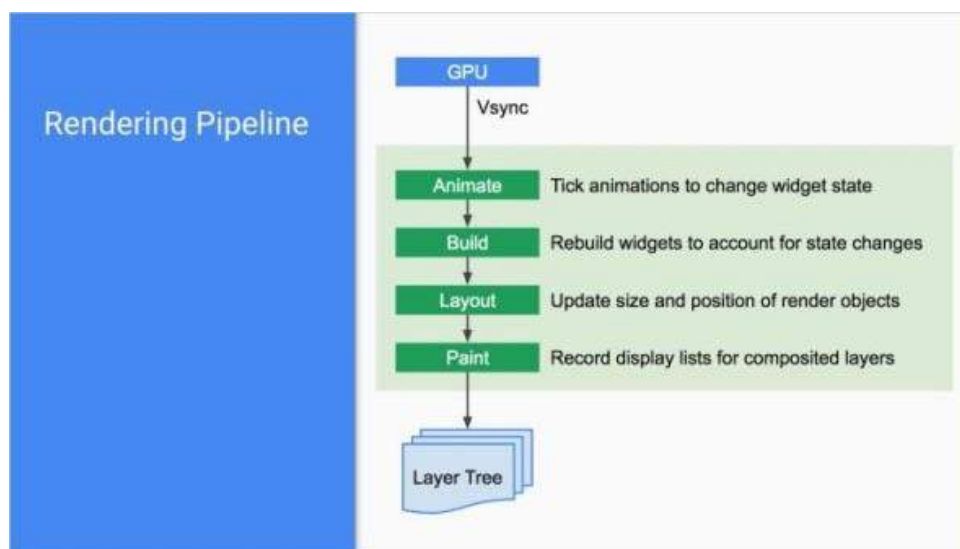 Rendering Pipeline
GPU
Vsync
Animate Tick animations to change widget state
Build Rebuild widgets to account for state changes
Layout Update size and position of render objects
Paint Record display lists for composited layers
Layer Tree